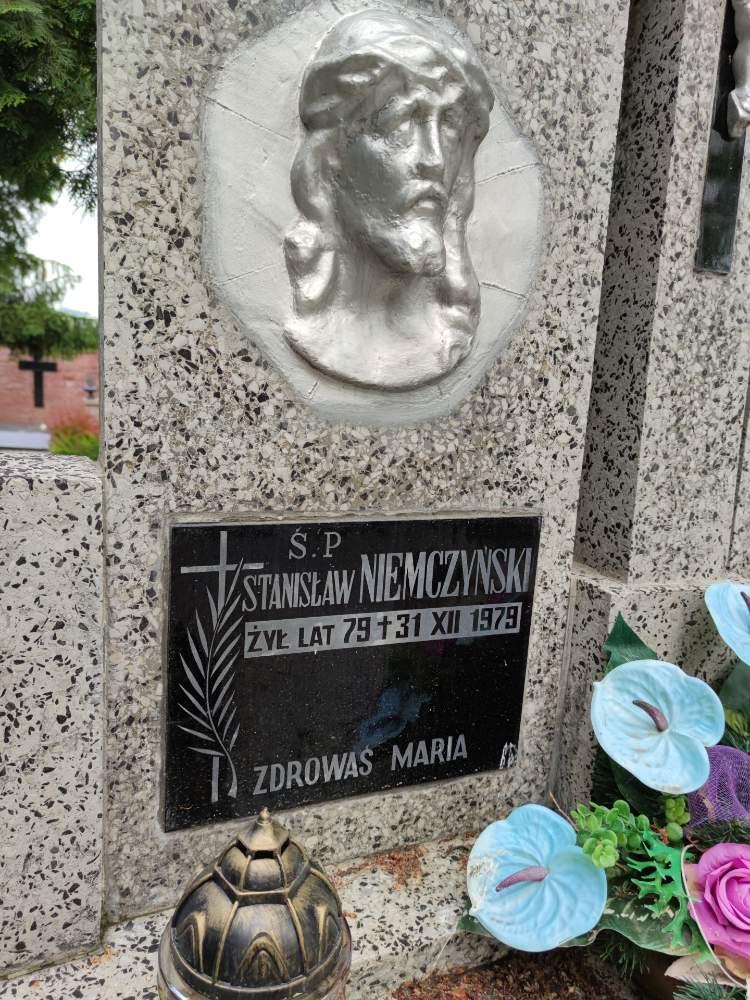 Ś.P
STANISŁAW NIEMCZYŃSKI
ŻYŁ LAT 79 ✝ 31 XII 1979
ZDROWAŚ MARIA